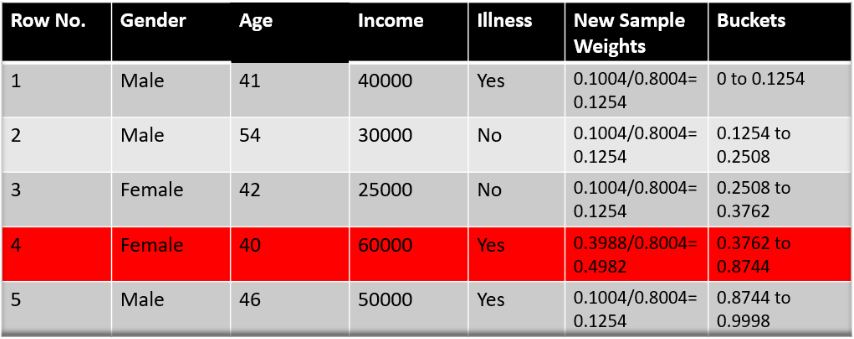 Row No. Gender Age Income Illness New Sample Weights Buckets
1 Male 41 40000 Yes 0.1004/0.8004= 0.1254 0 to 0.1254
2 Male 54 30000 No 0.1004/0.8004= 0.1254 0.1254 to 0.2508
3 Female 42 25000 No 0.1004/0.8004= 0.1254 0.2508 to 0.3762
4 Female 40 60000 Yes 0.3988/0.8004= 0.4982 0.3762 to 0.8744
5 Male 46 50000 Yes 0.1004/0.8004= 0.1254 0.8744 to 0.9998